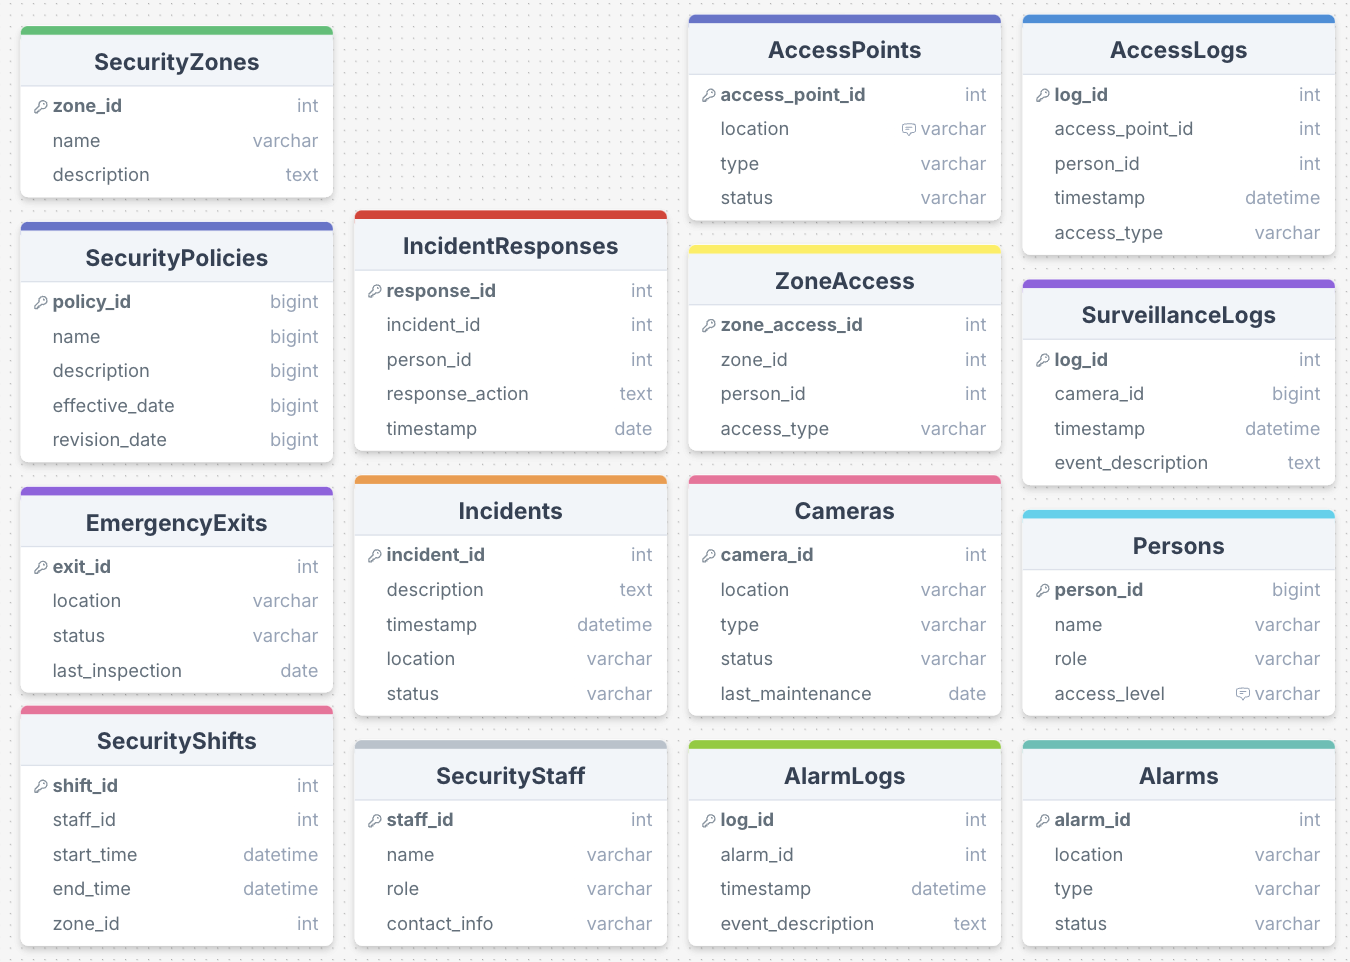 SecurityZones
zone_id int
name varchar
description text
SecurityPolicies
policy_id bigint
name bigint
description bigint
effective_date bigint
revision_date bigint
EmergencyExits
exit_id int
location varchar
status varchar
last_inspection date
SecurityShifts
shift_id int
staff_id int
start_time datetime
end_time datetime
zone_id int
IncidentResponses
response_id int
incident_id int
person_id int
response_action text
timestamp date
Incidents
incident_id int
description text
timestamp datetime
location varchar
status varchar
SecurityStaff
staff_id int
name varchar
role varchar
contact_info varchar
AccessPoints
access_point_id int
location varchar
type varchar
status varchar
ZoneAccess
zone_access_id int
zone_id int
person_id int
access_type varchar
Cameras
camera_id int
location varchar
type varchar
status varchar
last_maintenance date
AlarmLogs
log_id int
alarm_id int
timestamp datetime
event_description text
AccessLogs
log_id int
access_point_id int
person_id int
timestamp datetime
access_type varchar
SurveillanceLogs
log_id int
camera_id bigint
timestamp datetime
event_description text
Persons
person_id bigint
name varchar
role varchar
access_level varchar
Alarms
alarm_id int
location varchar
type varchar
status varchar